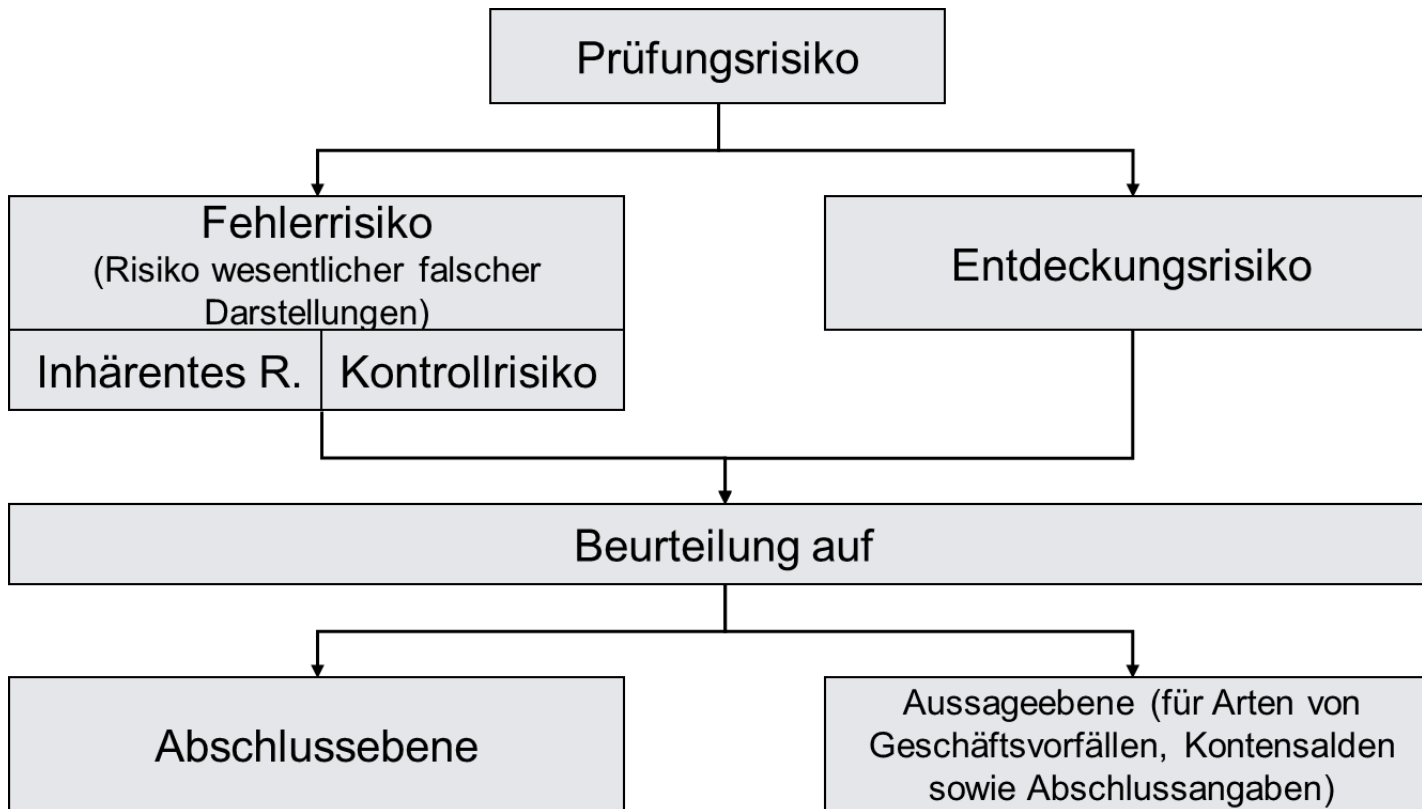 Prüfungsrisiko
Fehlerrisiko
(Risiko wesentlicher falscher
Darstellungen)
Inhärentes R.
Kontrollrisiko
Entdeckungsrisiko
Beurteilung auf
Abschlussebene
Aussageebene (für Arten von
Geschäftsvorfällen, Kontensalden
sowie Abschlussangaben)